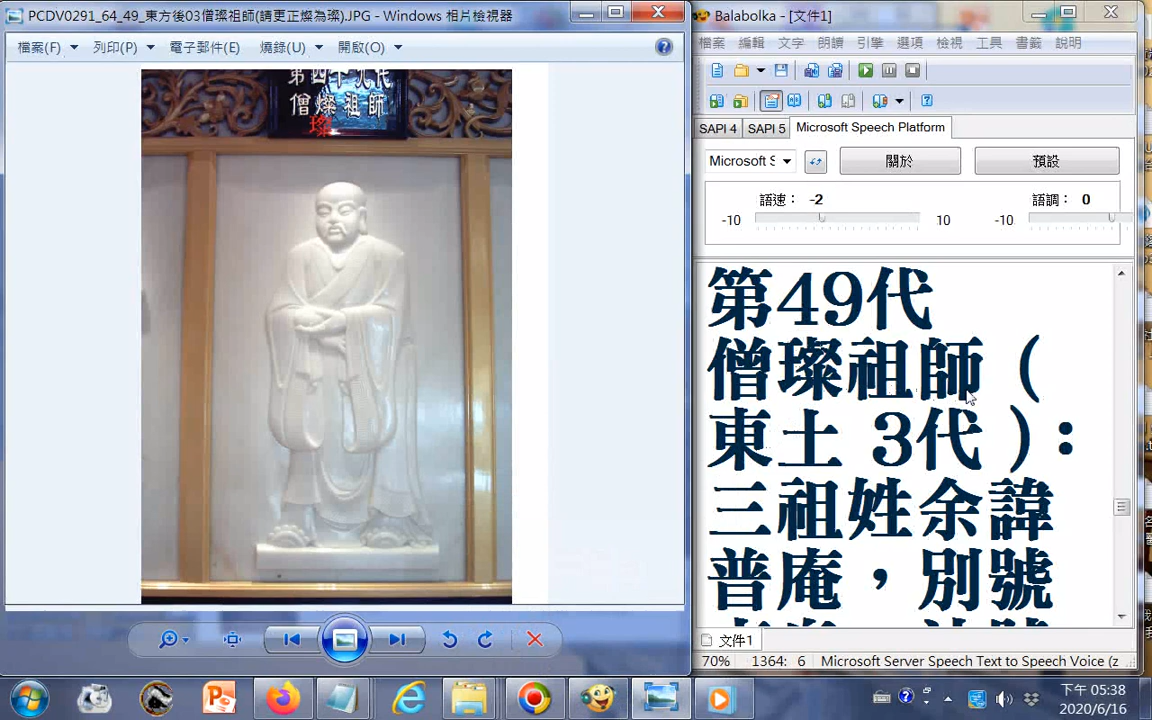 PCDV0291_64_49_東方後03僧璨祖師(請更正燦為璨).JPG - Windows 相片檢視器
檔案(F) 列印(P) 電子郵件(E) 燒錄(U) 開啟(O)
第四十九代
僧燦祖師
璨
Balabolka - [文件1]
檔案 編輯 文字 朗讀 引擎 選項 檢視 工具 書籤 說明
SAPI 4 SAPI 5 Microsoft Speech Platform
Microsoft S 關於 預設
語速： -2 語調： 0
-10 10 -10
第49代
僧璨祖師（
東土 3代）：
三祖姓余諱
普庵，別號
文件1
70% 1364: 6 Microsoft Server Speech Text to Speech Voice (z
下午 05:38
2020/6/16